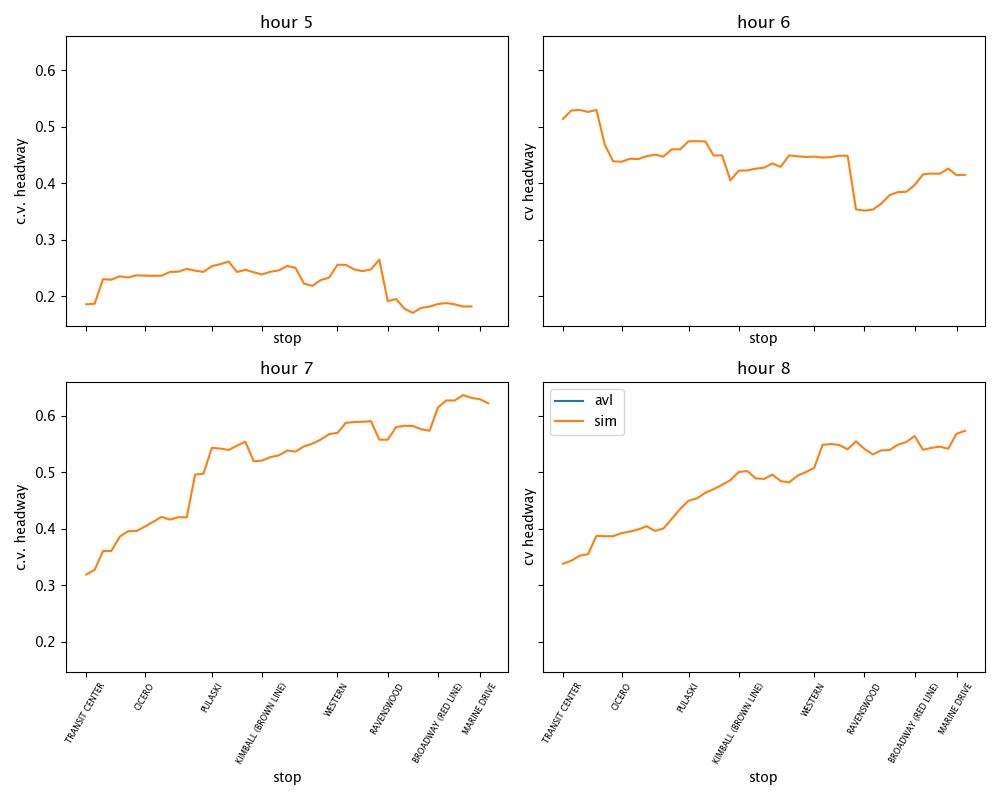 hour 5
hour 6
c.v. headway
0.6
0.5
0.4
0.3
0.2
cv headway
stop
stop
hour 7
hour 8
c.v. headway
0.6
0.5
0.4
0.3
0.2
cv headway
avl
sim
TRANSIT CENTER
CICERO
PULASKI
KIMBALL (BROWN LINE)
WESTERN
RAVENSWOOD
BROADWAY (RED LINE)
MARINE DRIVE
TRANSIT CENTER
CICERO
PULASKI
KIMBALL (BROWN LINE)
WESTERN
RAVENSWOOD
BROADWAY (RED LINE)
MARINE DRIVE
stop
stop